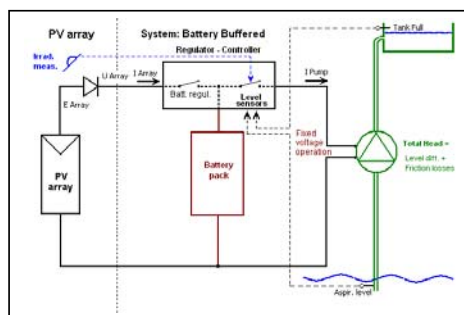 PV array
System: Battery Buffered
Tank Full
Regulator - Controller
Irrad.
meas.
U Array
I Array
I Pump
Batt. regul.
Level
sensors
E Array
Fixed
voltage
operation
Total Head =
Level diff. +
Friction losses
PV
array
Battery
pack
Aspir. level